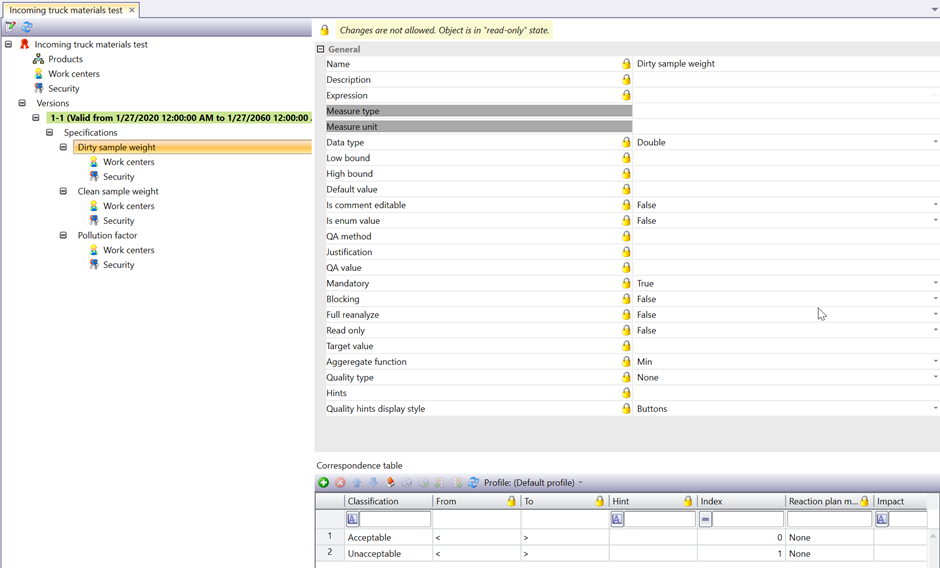 Incoming truck materials test
Incoming truck materials test
Products
Work centers
Security
Versions
1-1 (Valid from 1/27/2020 12:00:00 AM to 1/27/2060 12:00:00
Specifications
Dirty sample weight
Work centers
Security
Clean sample weight
Work centers
Security
Pollution factor
Work centers
Security
Changes are not allowed. Object is in "read-only" state.
General
Name Dirty sample weight
Description
Expression
Measure type
Measure unit
Data type Double
Low bound
High bound
Default value
Is comment editable False
Is enum value False
QA method
Justification
QA value
Mandatory True
Blocking False
Full reanalyze False
Read only False
Target value
Aggeregate function Min
Quality type None
Hints
Quality hints display style Buttons
Correspondence table
Profile: (Default profile)
Classification From To Hint Index Reaction plan m... Impact
A A = A
1 Acceptable < > 0 None
2 Unacceptable < > 1 None